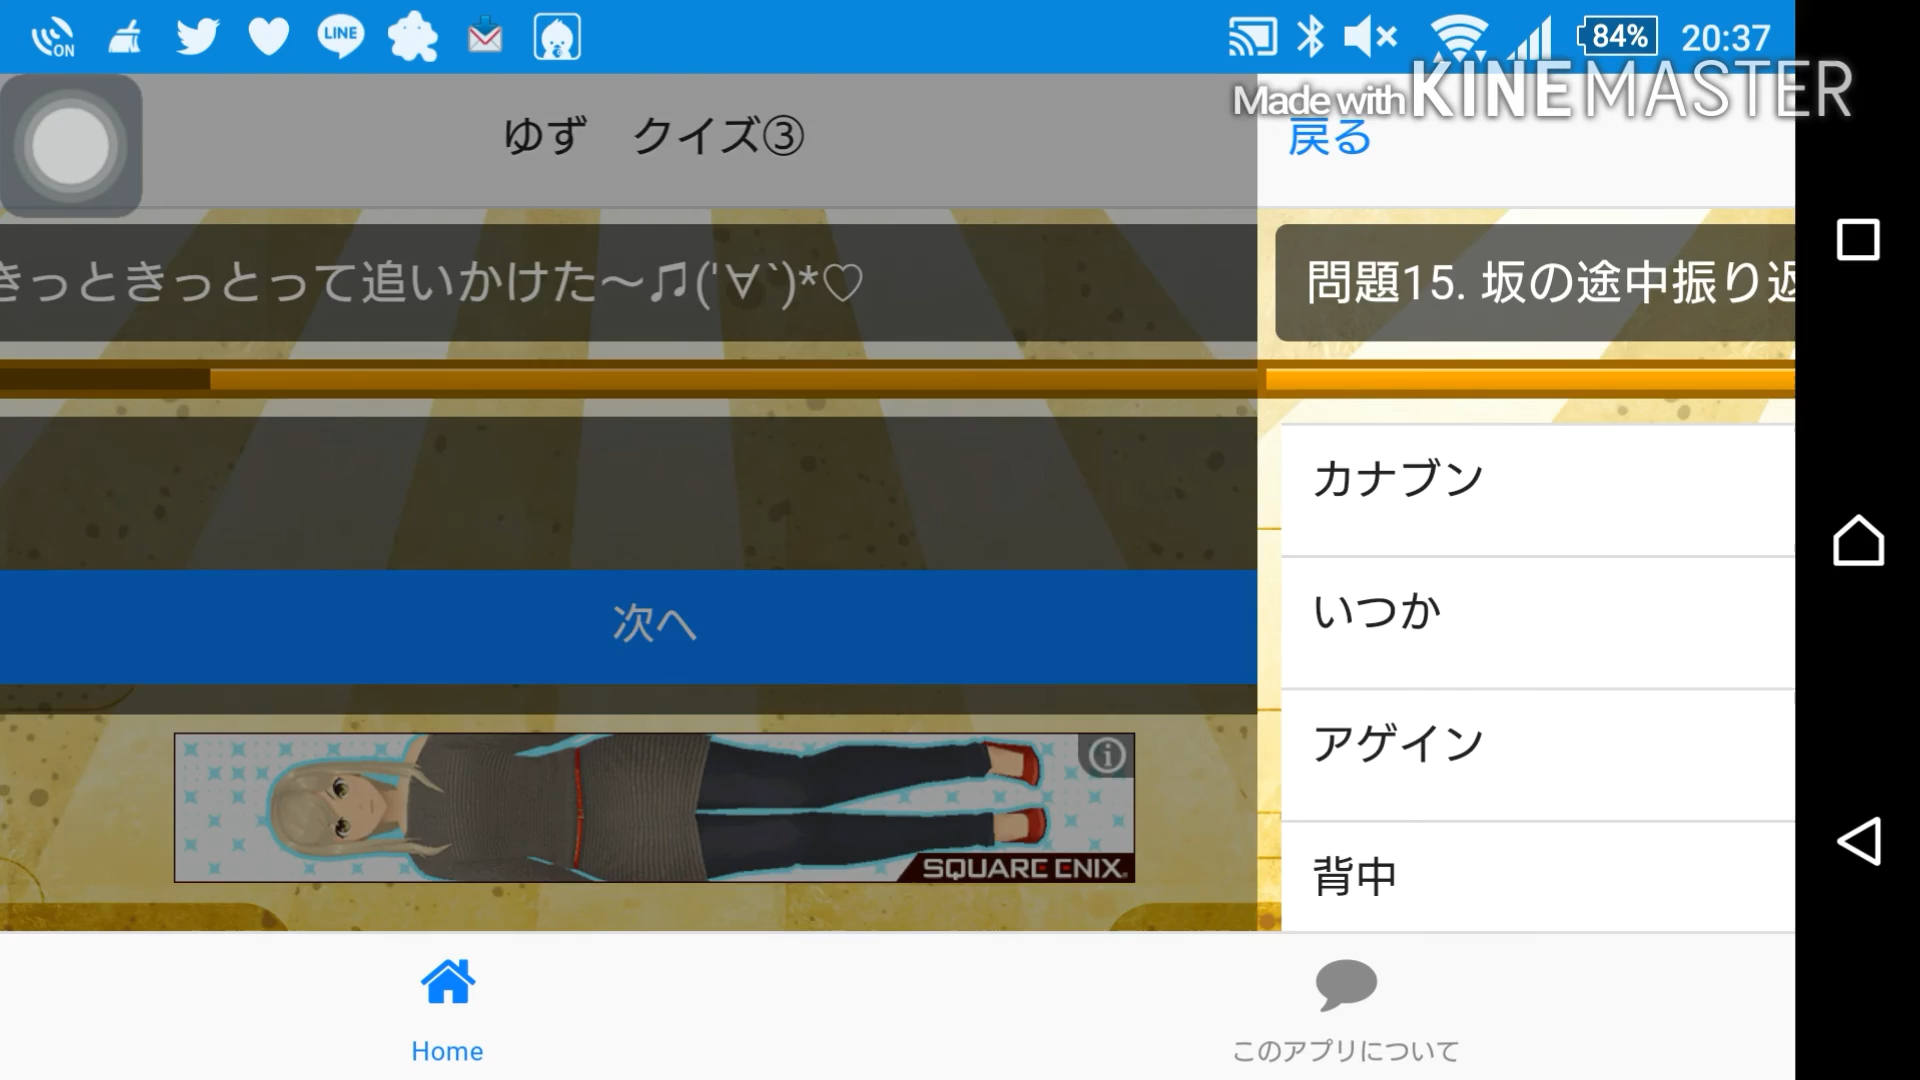 ON
LINE
84%
20:37
Made with KINEMASTER
ゆず　クイズ③
戻る
きっときっとって追いかけた〜♫('∀`)*♡
問題15. 坂の途中振り返
カナブン
いつか
アゲイン
背中
次へ
SQUARE ENIX.
Home
このアプリについて